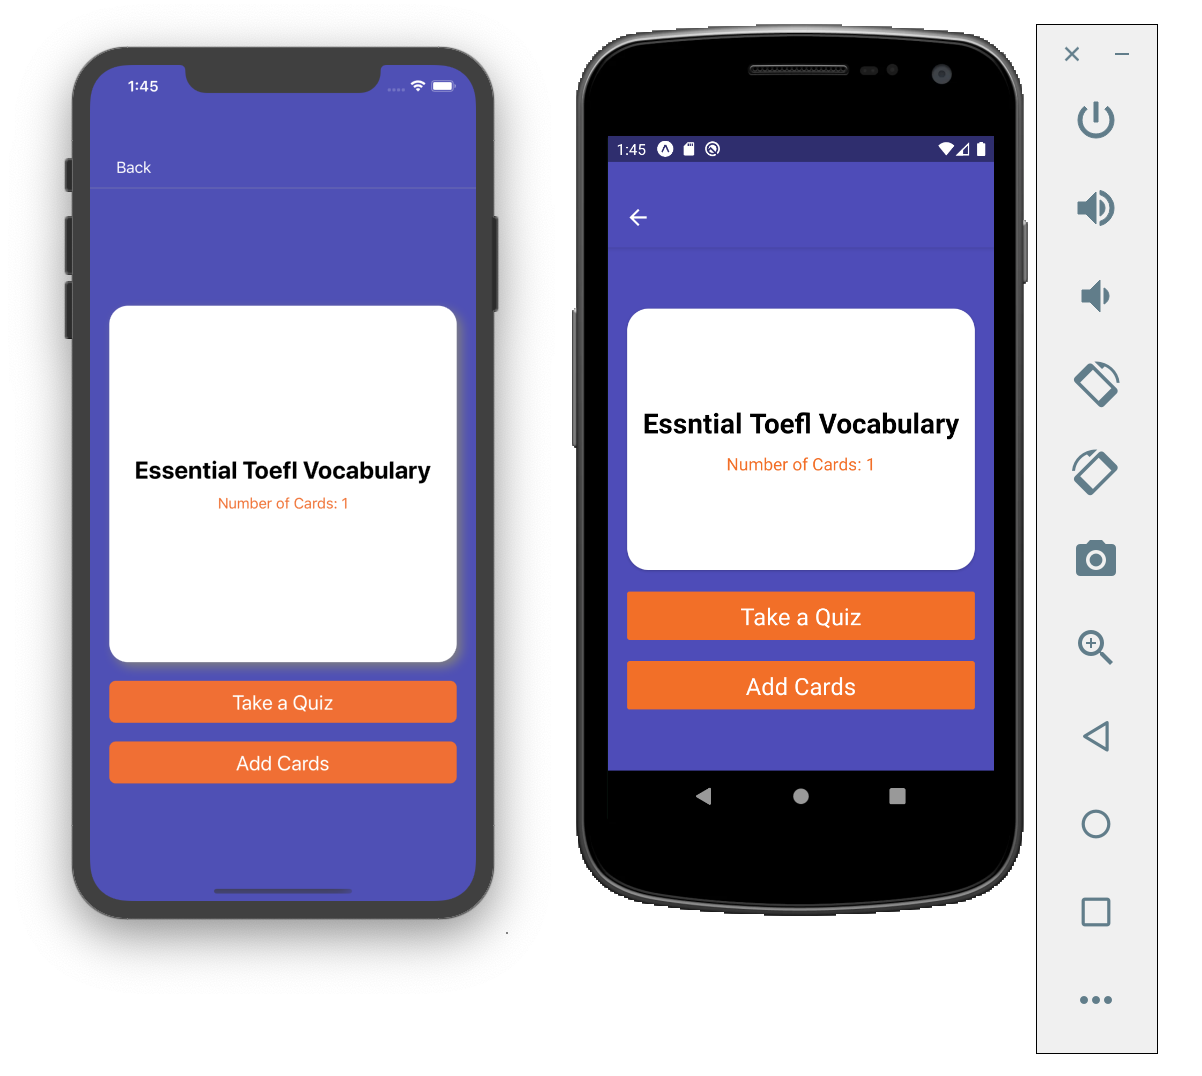 1:45
Back
Essential Toefl Vocabulary
Number of Cards: 1
Take a Quiz
Add Cards
1:45
Essntial Toefl Vocabulary
Number of Cards: 1
Take a Quiz
Add Cards